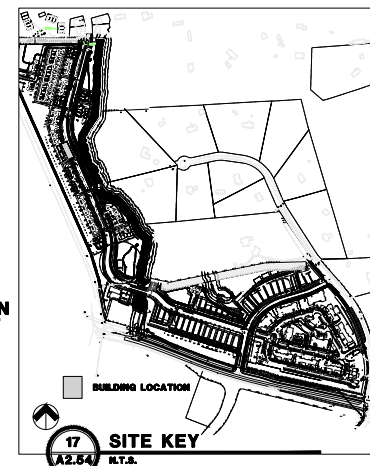 N
BUILDING LOCATION
17
SITE KEY
A2.54
N.T.S.